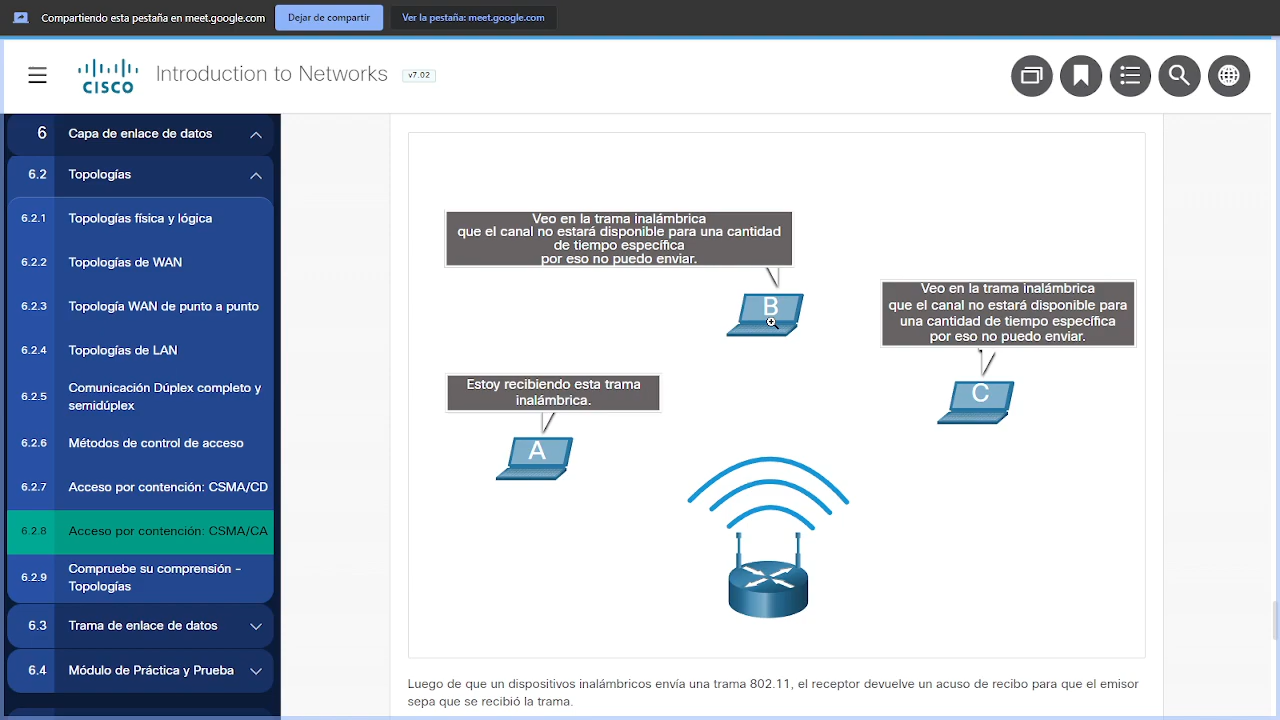 Compartiendo esta pestaña en meet.google.com
Dejar de compartir
Ver la pestaña: meet.google.com
CISCO
Introduction to Networks
v7.02
6
Capa de enlace de datos
6.2
Topologías
6.2.1
Topologías física y lógica
6.2.2
Topologías de WAN
6.2.3
Topología WAN de punto a punto
6.2.4
Topologías de LAN
6.2.5
Comunicación Dúplex completo y
semidúplex
6.2.6
Métodos de control de acceso
6.2.7
Acceso por contención: CSMA/CD
6.2.8
Acceso por contención: CSMA/CA
6.2.9
Compruebe su comprensión -
Topologías
6.3
Trama de enlace de datos
6.4
Módulo de Práctica y Prueba
Veo en la trama inalámbrica
que el canal no estará disponible para una cantidad
de tiempo específica
por eso no puedo enviar.
B
Veo en la trama inalámbrica
que el canal no estará disponible para
una cantidad de tiempo específica
por eso no puedo enviar.
C
Estoy recibiendo esta trama
inalámbrica.
A
Luego de que un dispositivos inalámbricos envía una trama 802.11, el receptor devuelve un acuso de recibo para que el emisor
sepa que se recibió la trama.